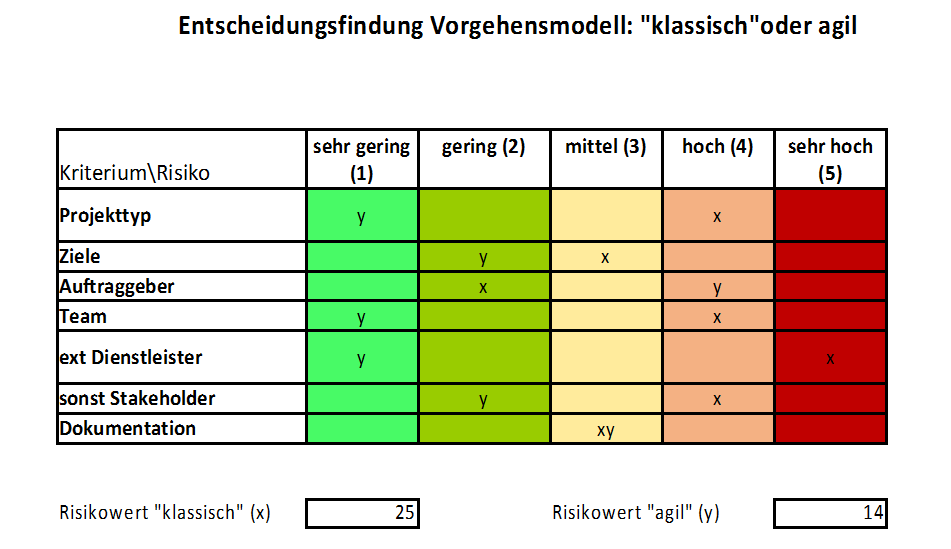 Entscheidungsfindung Vorgehensmodell: "klassisch"oder agil
Kriterium\Risiko sehr gering (1) gering (2) mittel (3) hoch (4) sehr hoch (5)
Projekttyp y x
Ziele y x
Auftraggeber x y
Team y x
ext Dienstleister y x
sonst Stakeholder y x
Dokumentation xy
Risikowert "klassisch" (x) 25 Risikowert "agil" (y) 14